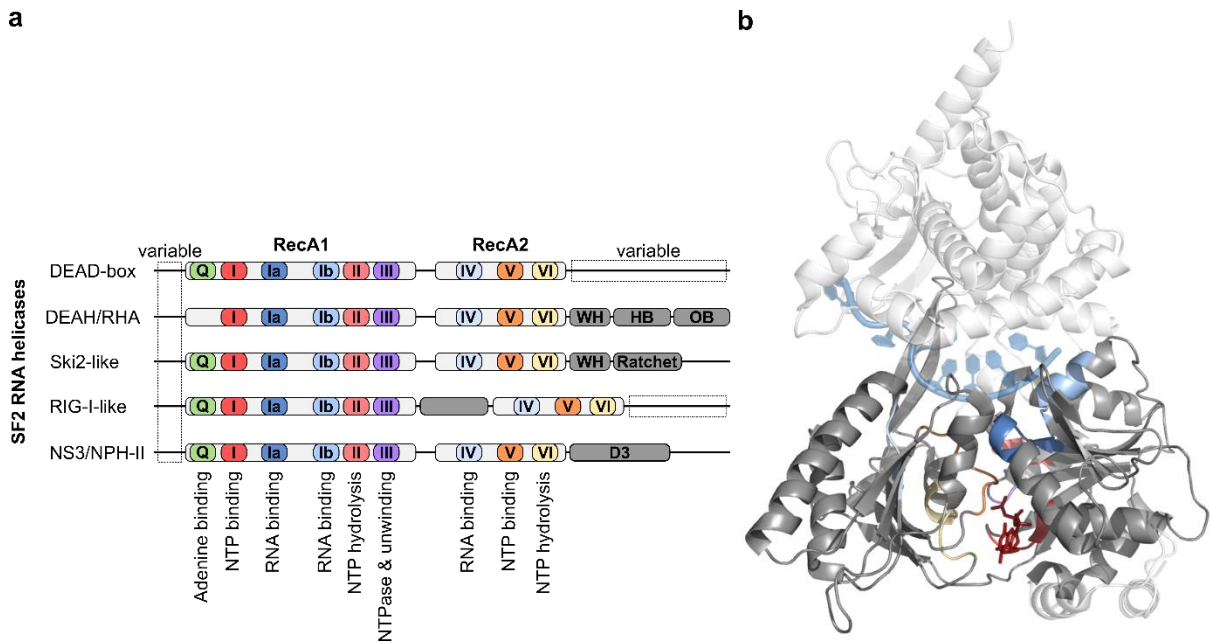 a
b
variable RecA1 RecA2 variable
SF2 RNA helicases
DEAD-box Q I Ia Ib II III IV V VI
DEAH/RHA I Ia Ib II III IV V VI WH HB OB
Ski2-like Q I Ia Ib II III IV V VI WH Ratchet
RIG-I-like Q I Ia Ib II III IV V VI
NS3/NPH-II Q I Ia Ib II III IV V VI D3
Adenine binding
NTP binding
RNA binding
RNA binding
NTP hydrolysis
NTPase & unwinding
RNA binding
NTP binding
NTP hydrolysis